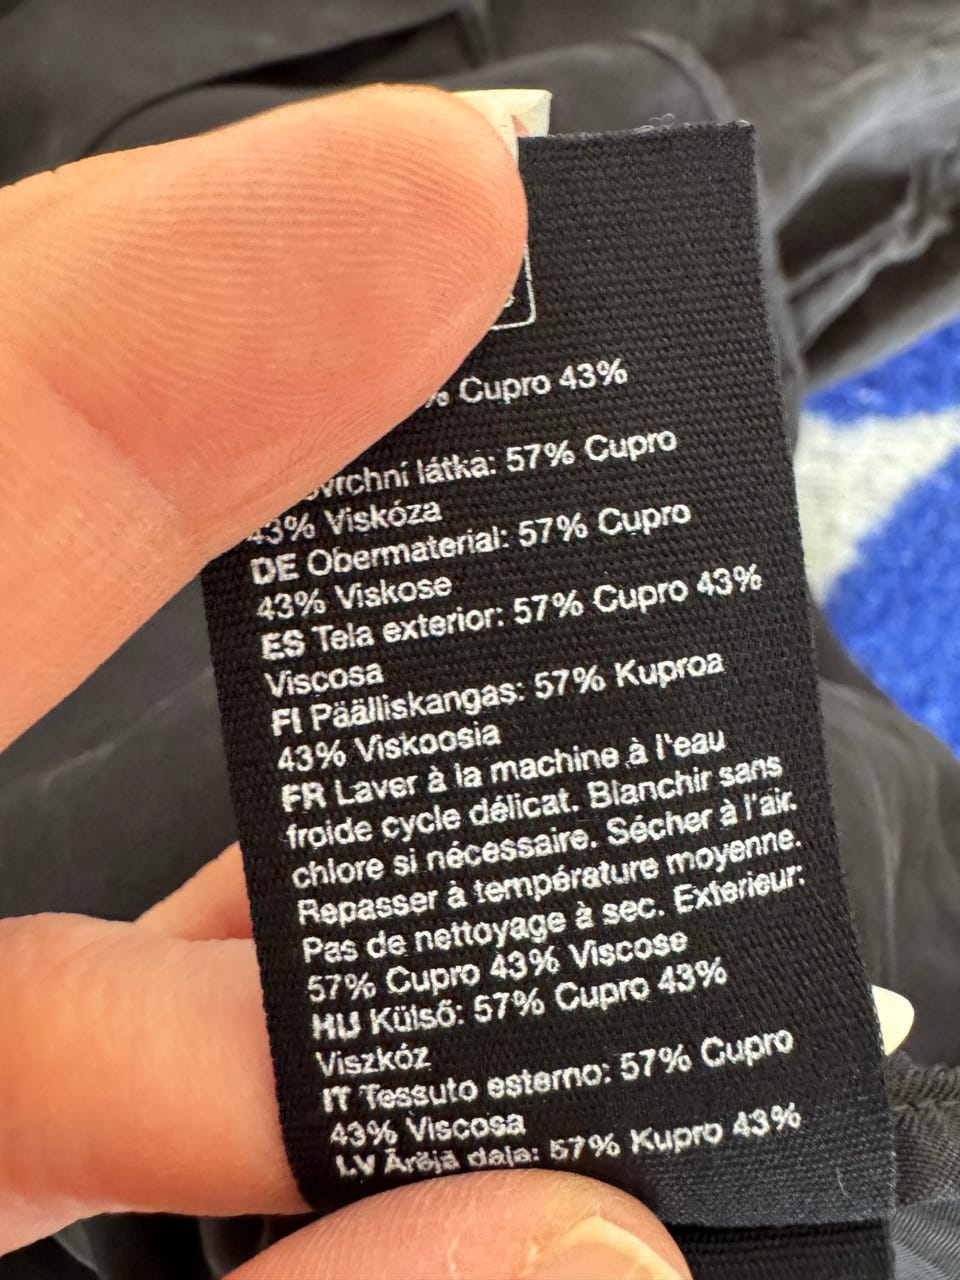 Cupro 43%
látka: 57% Cupro
43% Viskóza
DE Obermaterial: 57% Cupro
43% Viskose
ES Tela exterior: 57% Cupro 43%
Viscosa
FI Päälliskangas: 57% Kuproa
43% Viskoosia
FR Laver à la machine à l'eau
froide cycle délicat. Blanchir sans
chlore si nécessaire. Sécher à l'air.
Repasser à température moyenne.
Pas de nettoyage à sec. Exterieur:
57% Cupro 43% Viscose
HU Külső: 57% Cupro 43%
Viszkóz
IT Tessuto esterno: 57% Cupro
43% Viscosa
LV Ārējā daļa: 57% Kupro 43%